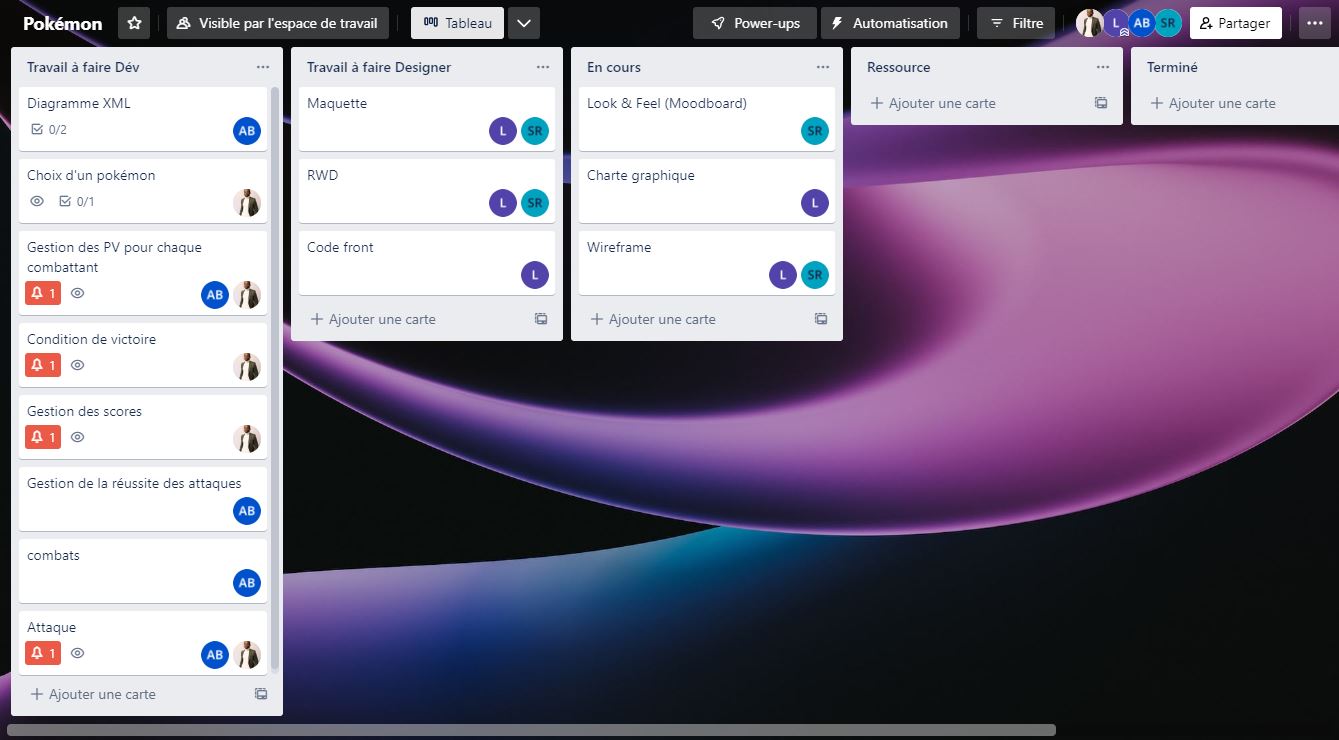 Pokémon
Visible par l'espace de travail
Tableau
Power-ups
Automatisation
Filtre
L
AB
SR
Partager
Travail à faire Dév
Diagramme XML
0/2
AB
Choix d'un pokémon
0/1
Gestion des PV pour chaque
combattant
1
AB
Condition de victoire
1
Gestion des scores
1
Gestion de la réussite des attaques
AB
combats
AB
Attaque
1
AB
Ajouter une carte
Travail à faire Designer
Maquette
L SR
RWD
L SR
Code front
L
Ajouter une carte
En cours
Look & Feel (Moodboard)
SR
Charte graphique
L
Wireframe
L SR
Ajouter une carte
Ressource
Ajouter une carte
Terminé
Ajouter une carte